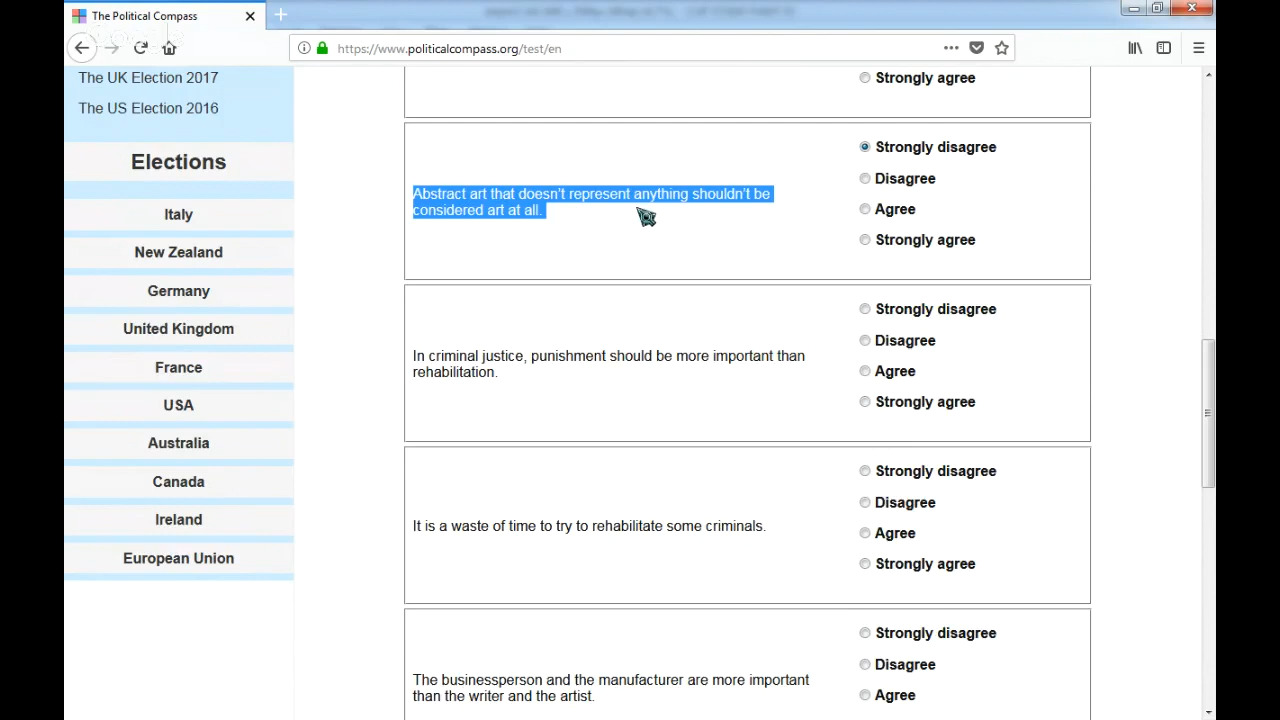 The Political Compass
https://www.politicalcompass.org/test/en
The UK Election 2017
The US Election 2016
Elections
Italy
New Zealand
Germany
United Kingdom
France
USA
Australia
Canada
Ireland
European Union
Strongly agree
Abstract art that doesn't represent anything shouldn't be
considered art at all.
Strongly disagree
Disagree
Agree
Strongly agree
In criminal justice, punishment should be more important than
rehabilitation.
Strongly disagree
Disagree
Agree
Strongly agree
It is a waste of time to try to rehabilitate some criminals.
Strongly disagree
Disagree
Agree
Strongly agree
The businessperson and the manufacturer are more important
than the writer and the artist.
Strongly disagree
Disagree
Agree